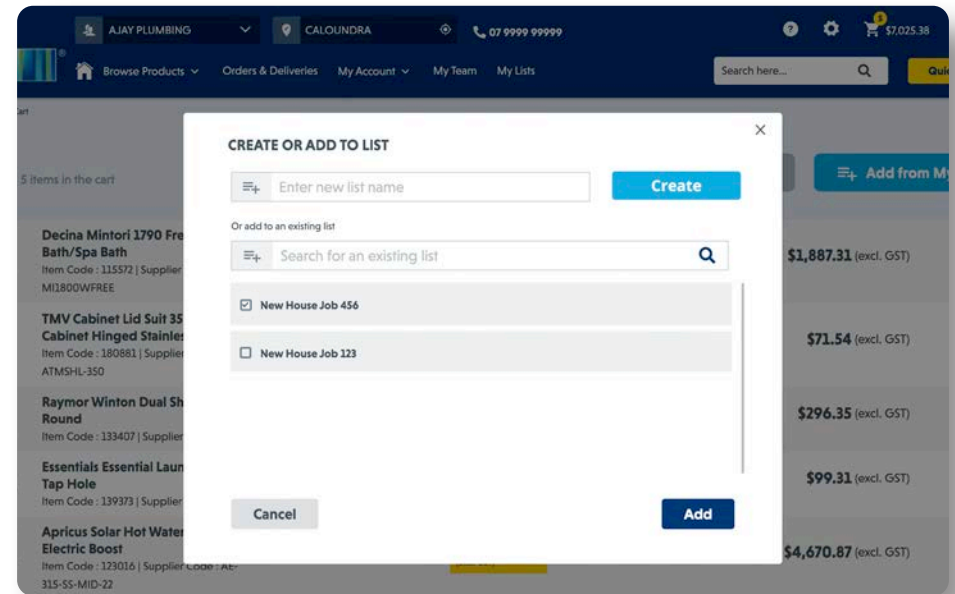 AJAY PLUMBING
CALOUNDRA
07 9999 99999
5
$7,025.38
Browse Products
Orders & Deliveries
My Account
My Team
My Lists
Search here...
Cart
5 items in the cart
Add from
CREATE OR ADD TO LIST
Enter new list name
Create
Or add to an existing list
Search for an existing list
New House Job 456
New House Job 123
Cancel
Add
Decina Mintori 1790
Bath/Spa Bath
Item Code : 115572 | Supplier
MI1800WFREE
$1,887.31 (excl. GST)
TMV Cabinet Lid Suit 35
Cabinet Hinged
Item Code : 180881 | Supplier
ATMSHL-350
$71.54 (excl. GST)
Raymor Winton Dual
Round
Item Code : 133407 | Supplier
$296.35 (excl. GST)
Essentials Essential
Tap Hole
Item Code : 139373 | Supplier
$99.31 (excl. GST)
Apricus Solar Hot Water
Electric Boost
Item Code : 123016 | Supplier Code : AE-
315-SS-MID-22
$4,670.87 (excl. GST)